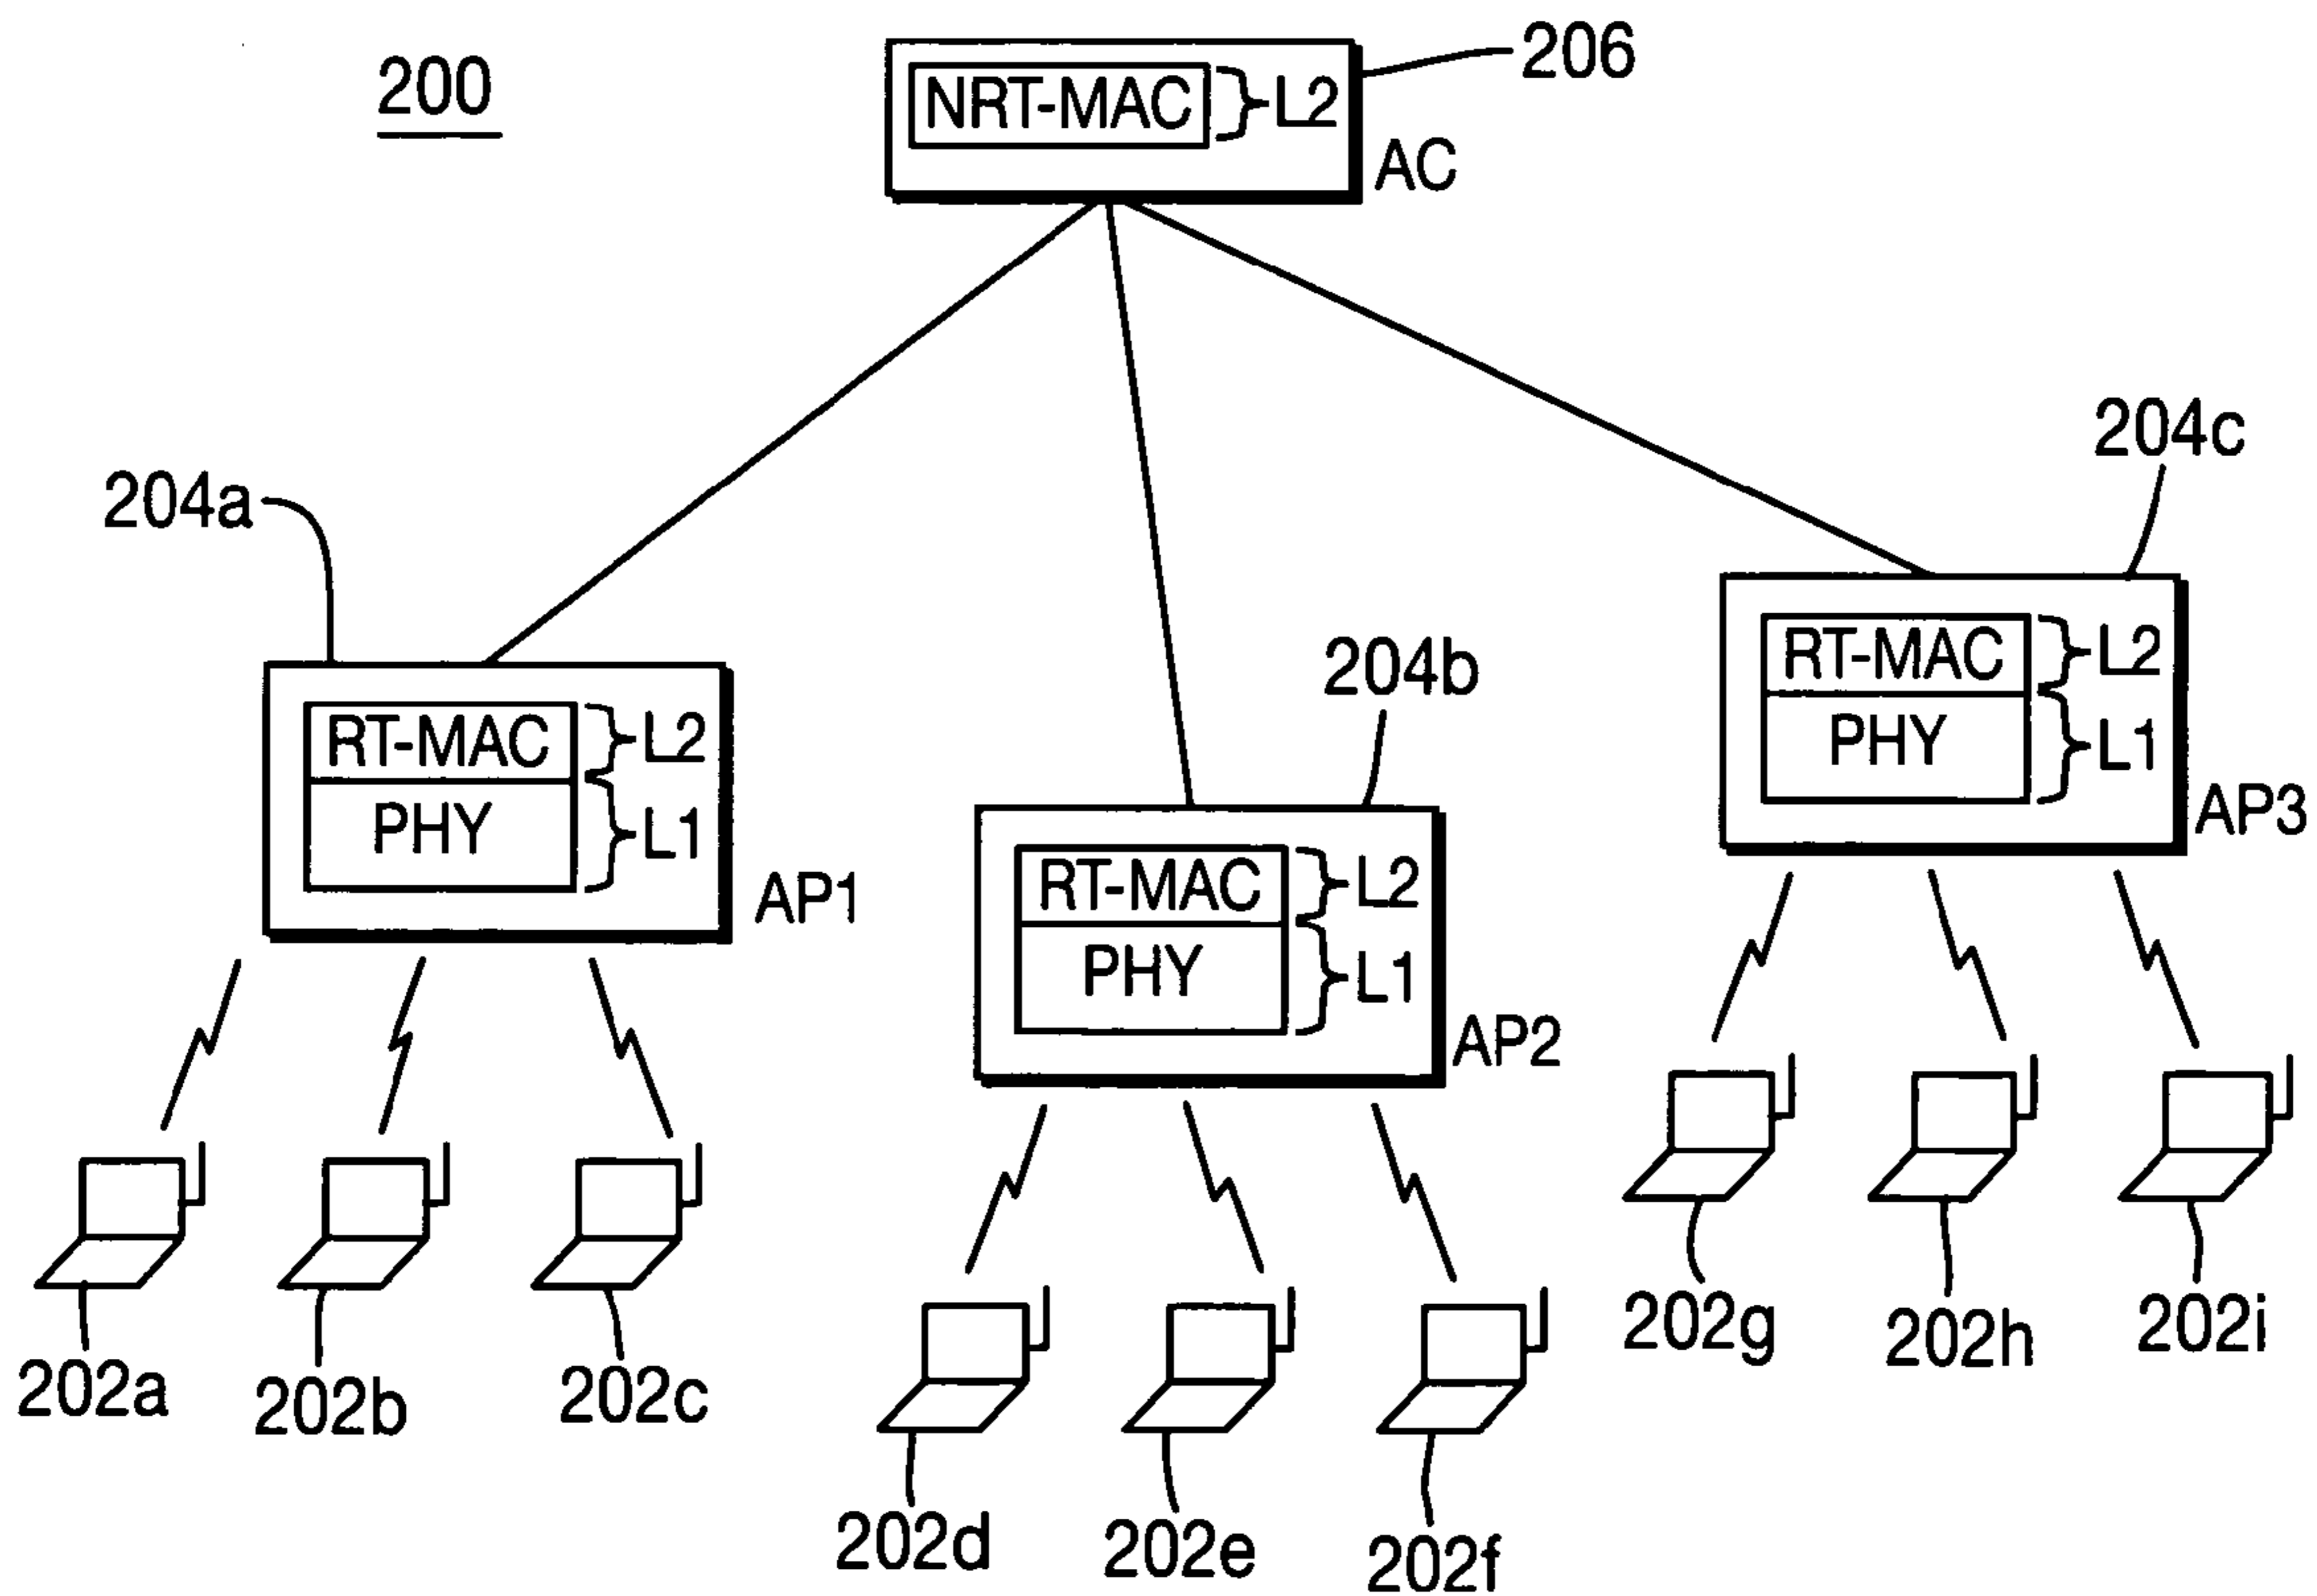 200
206
NRT-MAC L2
AC
204c
204a
204b
RT-MAC L2
PHY L1
AP3
RT-MAC L2
PHY L1
AP1
RT-MAC L2
PHY L1
AP2
202g
202h
202i
202a
202b
202c
202d
202e
202f